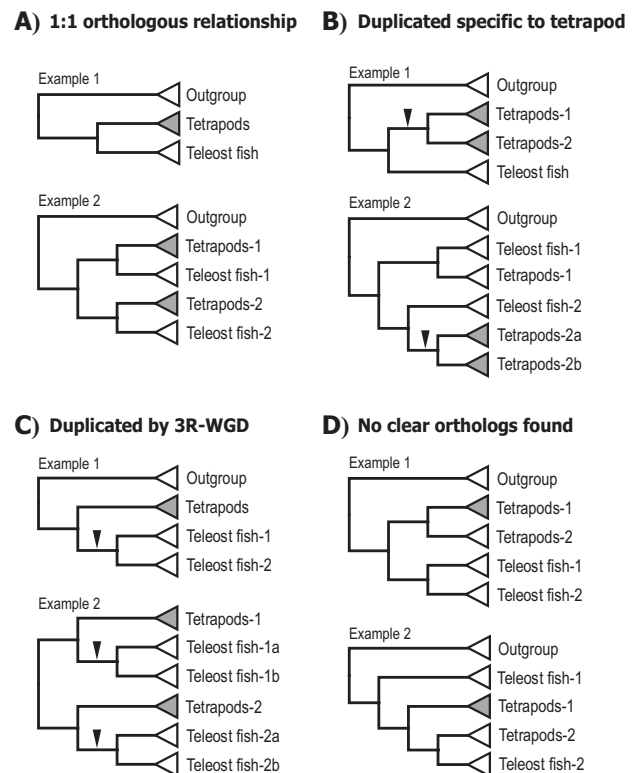 A) 1:1 orthologous relationship
Example 1
Outgroup
Tetrapods
Teleost fish
Example 2
Outgroup
Tetrapods-1
Teleost fish-1
Tetrapods-2
Teleost fish-2
B) Duplicated specific to tetrapod
Example 1
Outgroup
Tetrapods-1
Tetrapods-2
Teleost fish
Example 2
Outgroup
Teleost fish-1
Tetrapods-1
Teleost fish-2
Tetrapods-2a
Tetrapods-2b
C) Duplicated by 3R-WGD
Example 1
Outgroup
Tetrapods
Teleost fish-1
Teleost fish-2
Example 2
Tetrapods-1
Teleost fish-1a
Teleost fish-1b
Tetrapods-2
Teleost fish-2a
Teleost fish-2b
D) No clear orthologs found
Example 1
Outgroup
Tetrapods-1
Tetrapods-2
Teleost fish-1
Teleost fish-2
Example 2
Outgroup
Teleost fish-1
Tetrapods-1
Tetrapods-2
Teleost fish-2